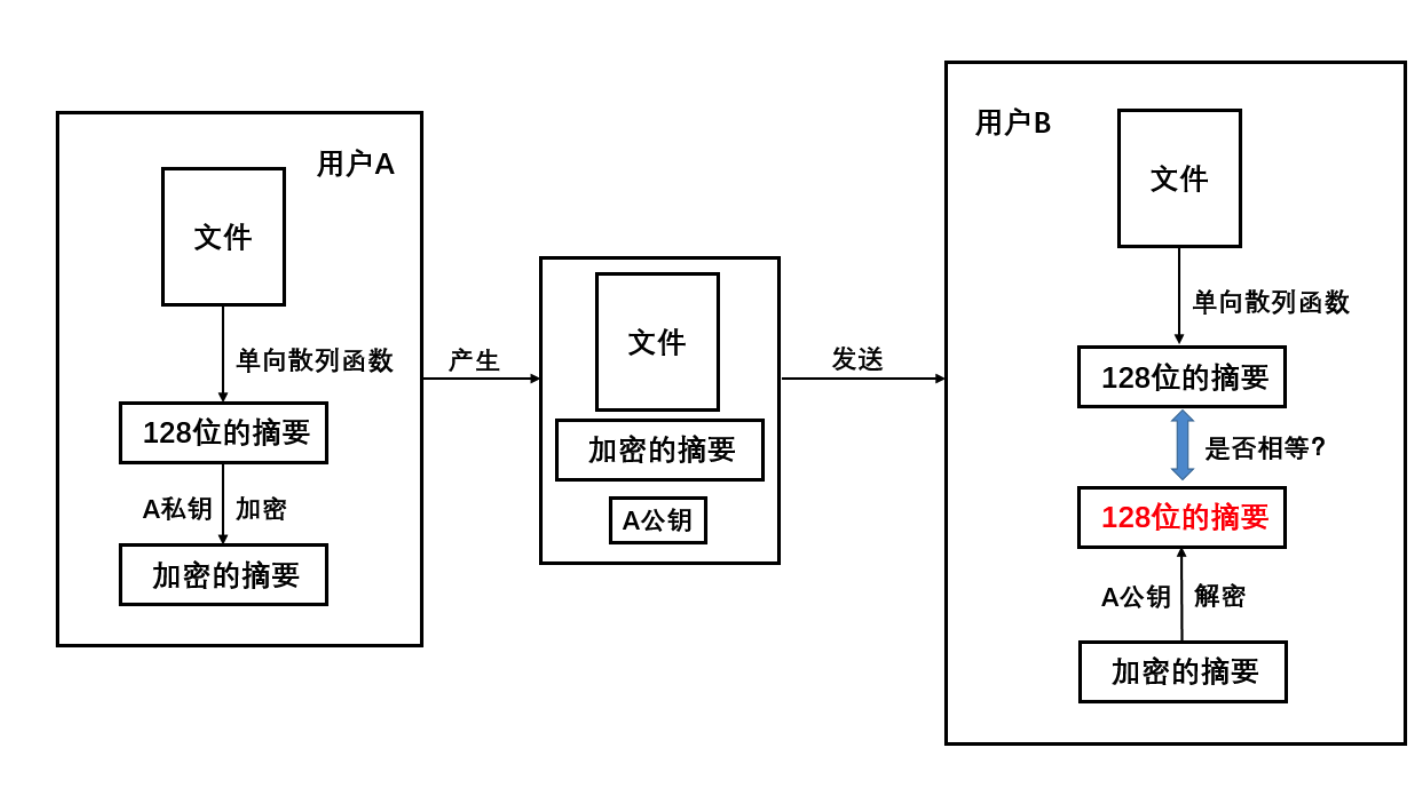 用户A
文件
单向散列函数
128位的摘要
A私钥 加密
加密的摘要
产生
文件
加密的摘要
A公钥
发送
用户B
文件
单向散列函数
128位的摘要
是否相等?
128位的摘要
A公钥 解密
加密的摘要